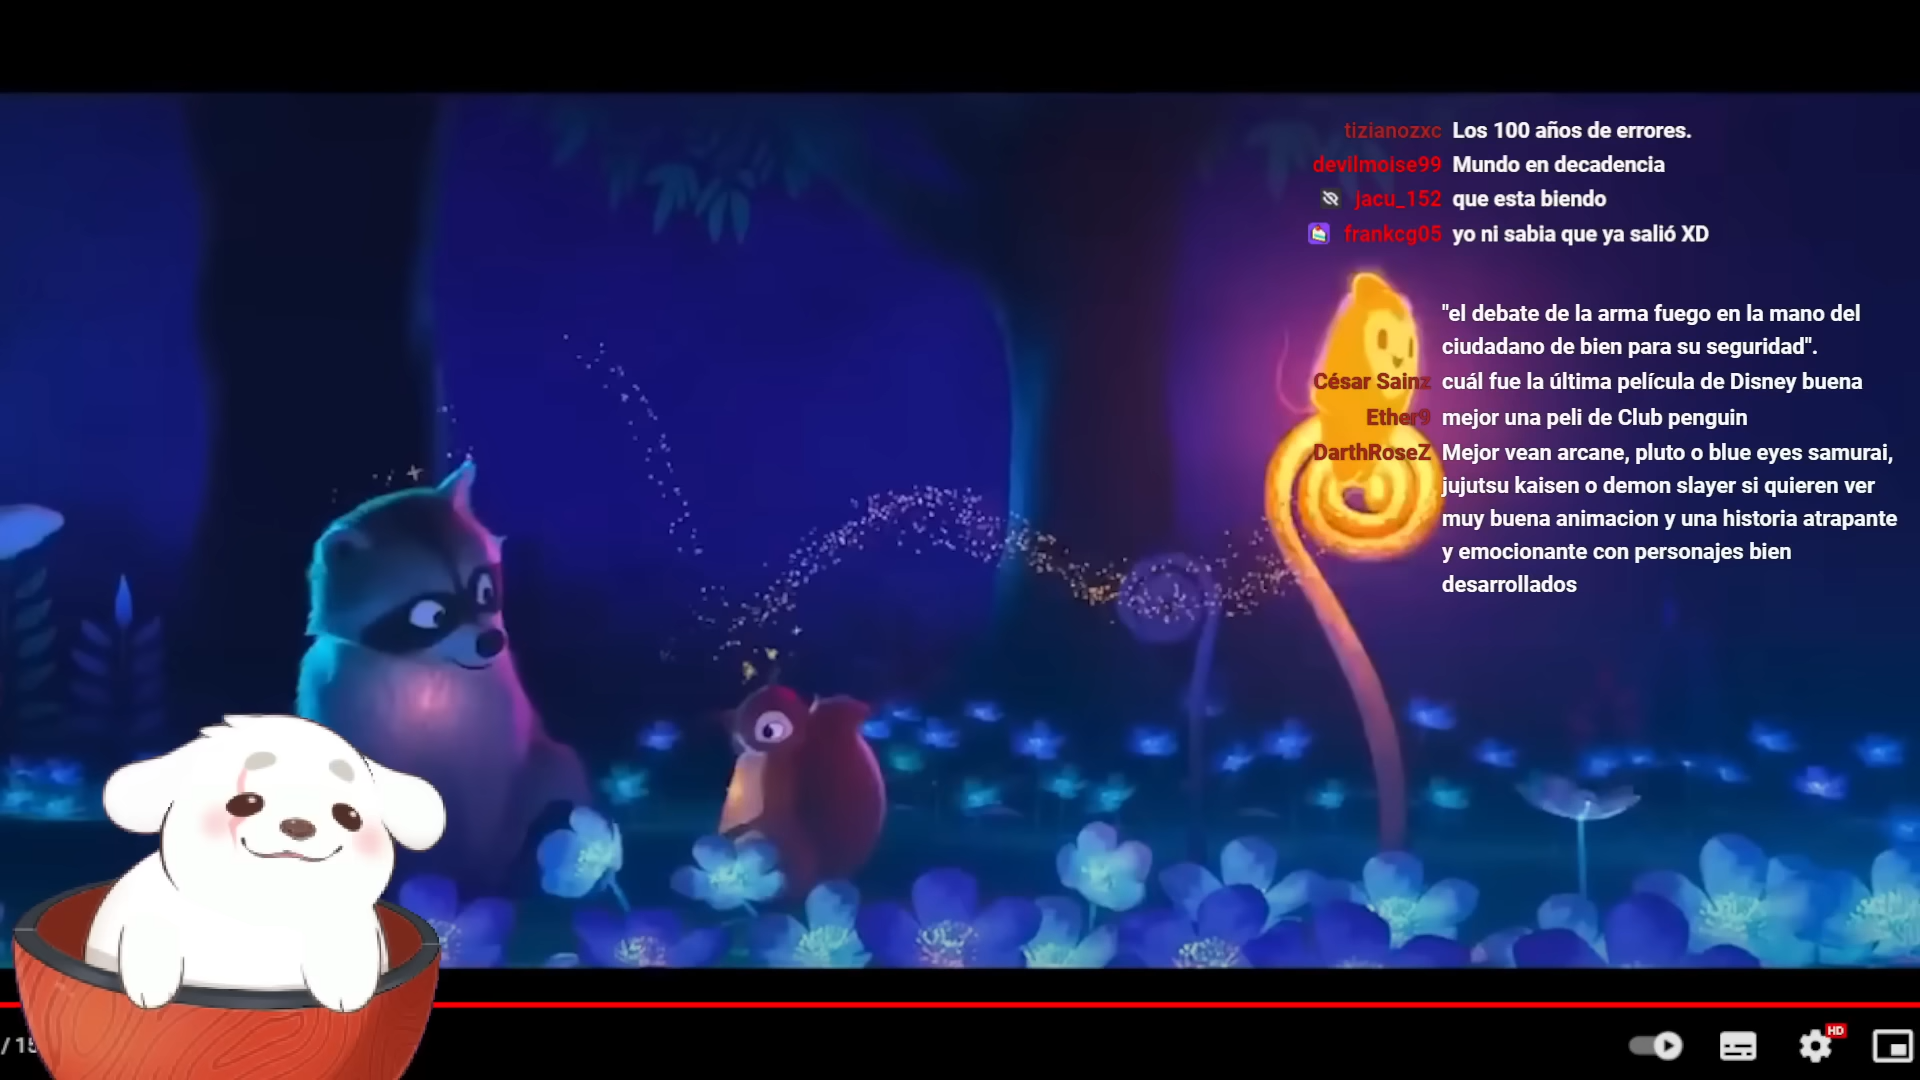 tizianozxc Los 100 años de errores.
devilmoise99 Mundo en decadencia
jacu_152 que esta biendo
frankcg05 yo ni sabia que ya salió XD
"el debate de la arma fuego en la mano del
ciudadano de bien para su seguridad".
César Sainz cuál fue la última película de Disney buena
Ether9 mejor una peli de Club penguin
DarthRoseZ Mejor vean arcane, pluto o blue eyes samurai,
jujutsu kaisen o demon slayer si quieren ver
muy buena animacion y una historia atrapante
y emocionante con personajes bien
desarrollados
HD